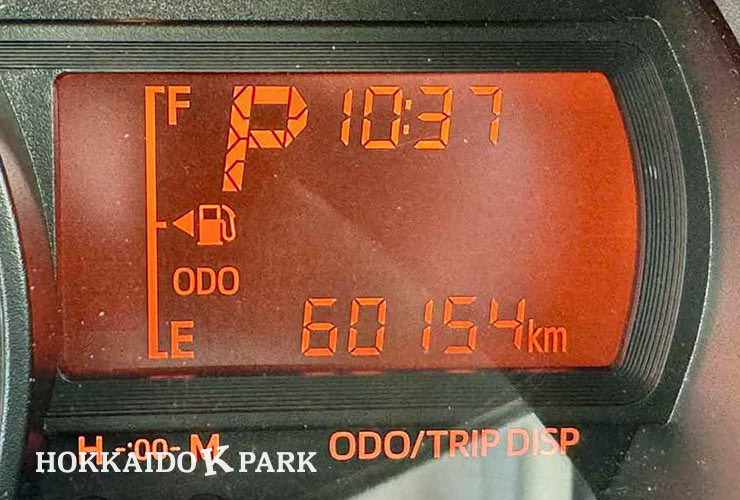 F P 10:37
ODO
E 60154km
H -:00- M ODO/TRIP DISP
HOKKAIDO K PARK